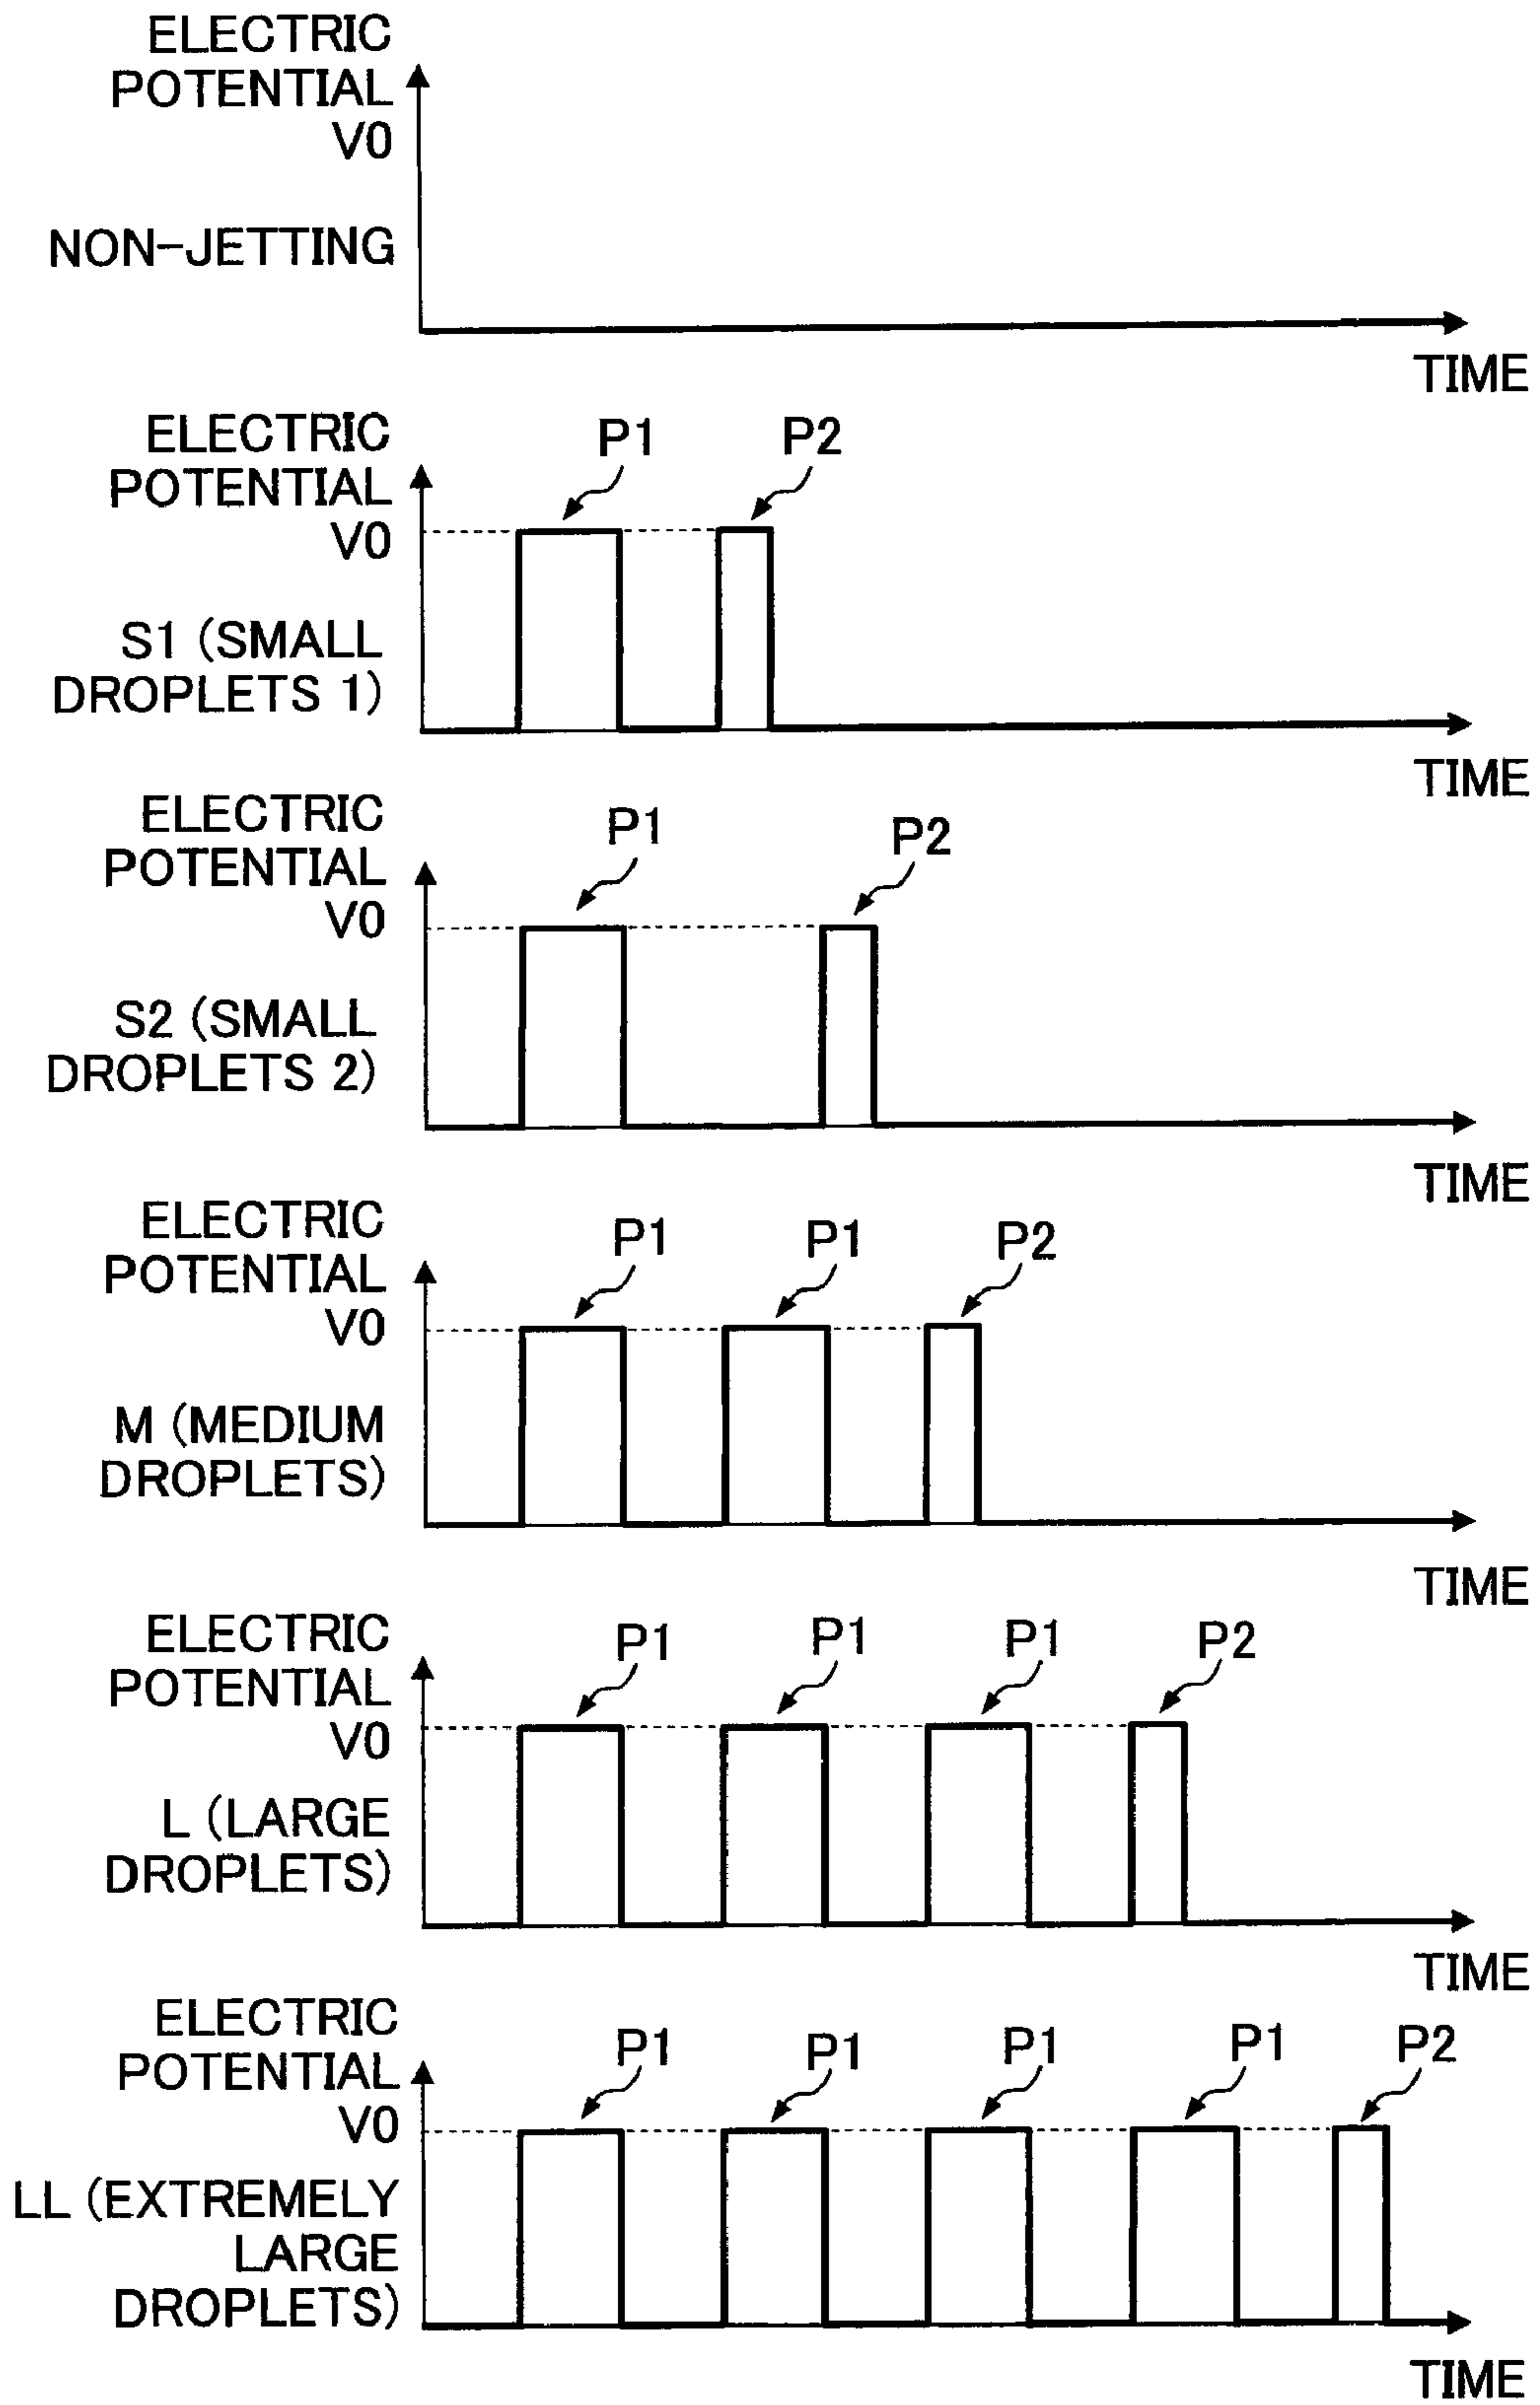 ELECTRIC
POTENTIAL
V0
NON-JETTING
TIME
ELECTRIC
POTENTIAL
V0
P1
P2
S1 (SMALL
DROPLETS 1)
TIME
ELECTRIC
POTENTIAL
V0
P1
P2
S2 (SMALL
DROPLETS 2)
TIME
ELECTRIC
POTENTIAL
V0
P1
P1
P2
M (MEDIUM
DROPLETS)
TIME
ELECTRIC
POTENTIAL
V0
P1
P1
P1
P2
L (LARGE
DROPLETS)
TIME
ELECTRIC
POTENTIAL
V0
P1
P1
P1
P1
P2
LL (EXTREMELY
LARGE
DROPLETS)
TIME